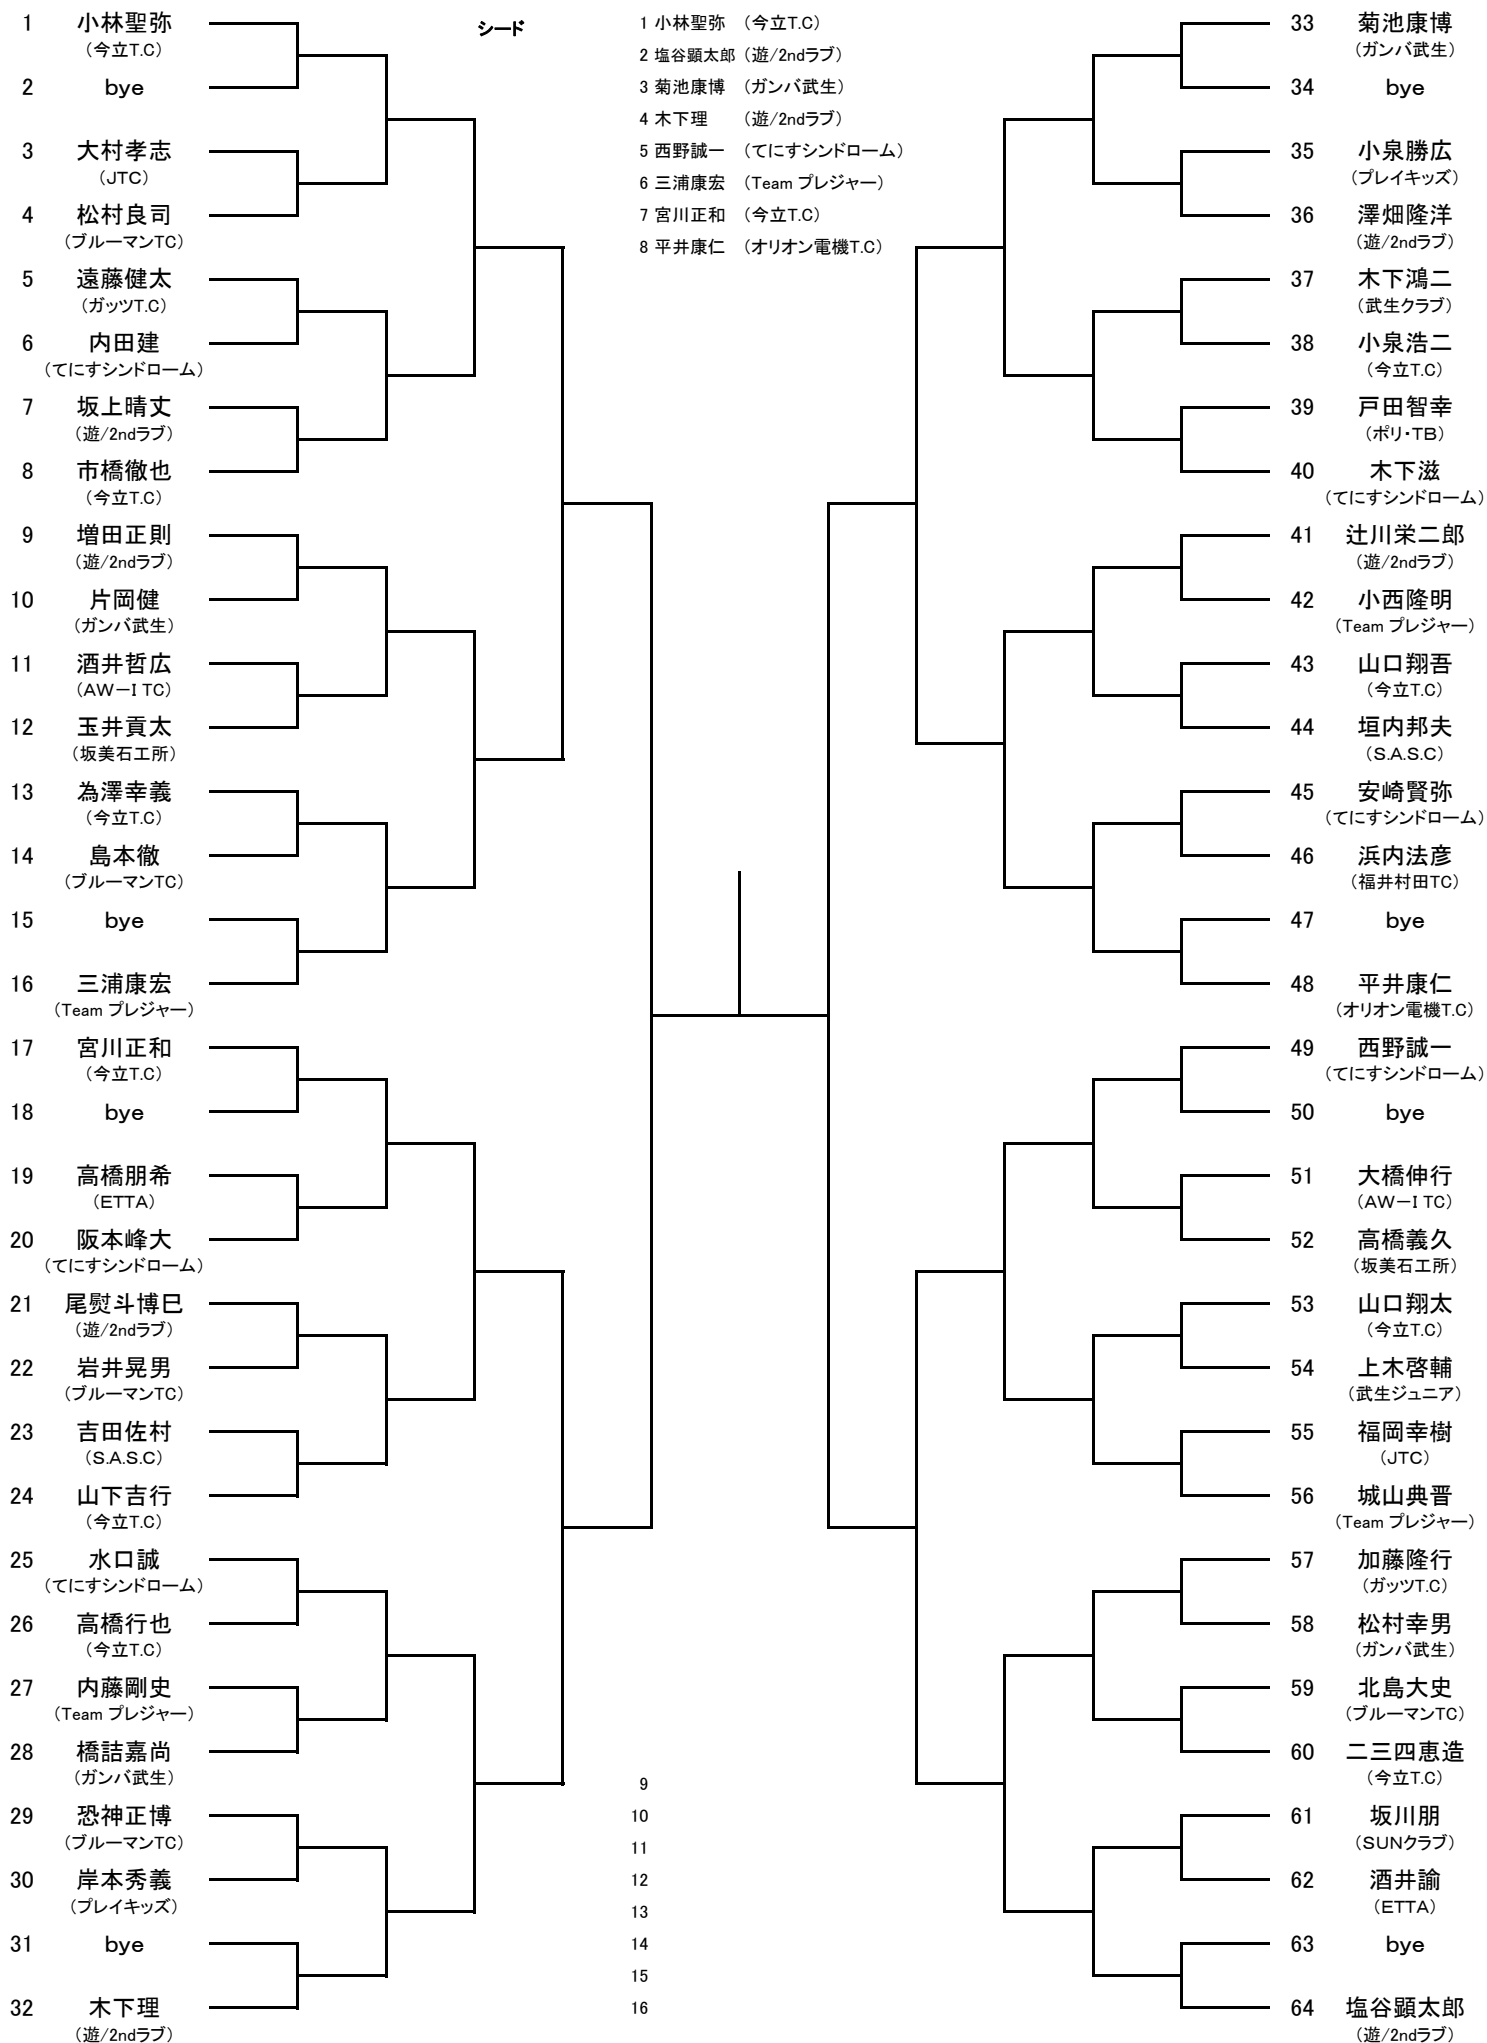 1 小林聖弥
（今立T.C）
2 bye
3 大村孝志
（JTC）
4 松村良司
（ブルーマンTC）
5 遠藤健太
（ガッツT.C）
6 内田建
（てにすシンドローム）
7 坂上晴丈
（遊/2ndラブ）
8 市橋徹也
（今立T.C）
9 増田正則
（遊/2ndラブ）
10 片岡健
（ガンバ武生）
11 酒井哲広
（AW－I TC）
12 玉井貢太
（坂美石工所）
13 為澤幸義
（今立T.C）
14 島本徹
（ブルーマンTC）
15 bye
16 三浦康宏
（Team プレジャー）
17 宮川正和
（今立T.C）
18 bye
19 高橋朋希
（ETTA）
20 阪本峰大
（てにすシンドローム）
21 尾熨斗博巳
（遊/2ndラブ）
22 岩井晃男
（ブルーマンTC）
23 吉田佐村
（S.A.S.C）
24 山下吉行
（今立T.C）
25 水口誠
（てにすシンドローム）
26 高橋行也
（今立T.C）
27 内藤剛史
（Team プレジャー）
28 橋詰嘉尚
（ガンバ武生）
29 恐神正博
（ブルーマンTC）
30 岸本秀義
（プレイキッズ）
31 bye
32 木下理
（遊/2ndラブ）
シード
1 小林聖弥 （今立T.C）
2 塩谷顕太郎 （遊/2ndラブ）
3 菊池康博 （ガンバ武生）
4 木下理 （遊/2ndラブ）
5 西野誠一 （てにすシンドローム）
6 三浦康宏 （Team プレジャー）
7 宮川正和 （今立T.C）
8 平井康仁 （オリオン電機T.C）
9
10
11
12
13
14
15
16
33 菊池康博
（ガンバ武生）
34 bye
35 小泉勝広
（プレイキッズ）
36 澤畑隆洋
（遊/2ndラブ）
37 木下鴻二
（武生クラブ）
38 小泉浩二
（今立T.C）
39 戸田智幸
（ポリ・TB）
40 木下滋
（てにすシンドローム）
41 辻川栄二郎
（遊/2ndラブ）
42 小西隆明
（Team プレジャー）
43 山口翔吾
（今立T.C）
44 垣内邦夫
（S.A.S.C）
45 安崎賢弥
（てにすシンドローム）
46 浜内法彦
（福井村田TC）
47 bye
48 平井康仁
（オリオン電機T.C）
49 西野誠一
（てにすシンドローム）
50 bye
51 大橋伸行
（AW－I TC）
52 高橋義久
（坂美石工所）
53 山口翔太
（今立T.C）
54 上木啓輔
（武生ジュニア）
55 福岡幸樹
（JTC）
56 城山典晋
（Team プレジャー）
57 加藤隆行
（ガッツT.C）
58 松村幸男
（ガンバ武生）
59 北島大史
（ブルーマンTC）
60 二三四恵造
（今立T.C）
61 坂川朋
（SUNクラブ）
62 酒井諭
（ETTA）
63 bye
64 塩谷顕太郎
（遊/2ndラブ）